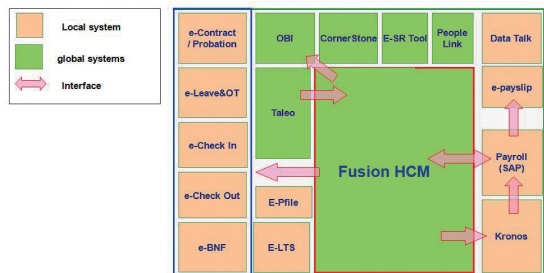 Local system
global systems
Interface
e-Contract
/ Probation
OBI
CornerStone
E-SR Tool
People
Link
Data Talk
e-Leave&OT
Taleo
e-payslip
e-Check In
Fusion HCM
Payroll
(SAP)
e-Check Out
E-Pfile
e-BNF
E-LTS
Kronos